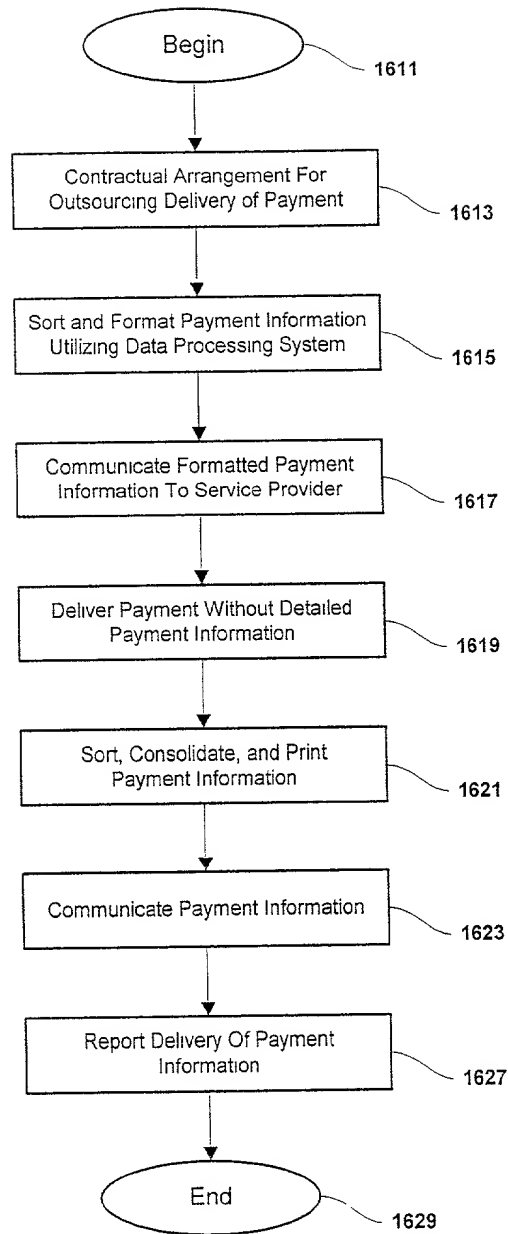 Begin
1611
Contractual Arrangement For
Outsourcing Delivery of Payment
1613
Sort and Format Payment Information
Utilizing Data Processing System
1615
Communicate Formatted Payment
Information To Service Provider
1617
Deliver Payment Without Detailed
Payment Information
1619
Sort, Consolidate, and Print
Payment Information
1621
Communicate Payment Information
1623
Report Delivery Of Payment
Information
1627
End
1629